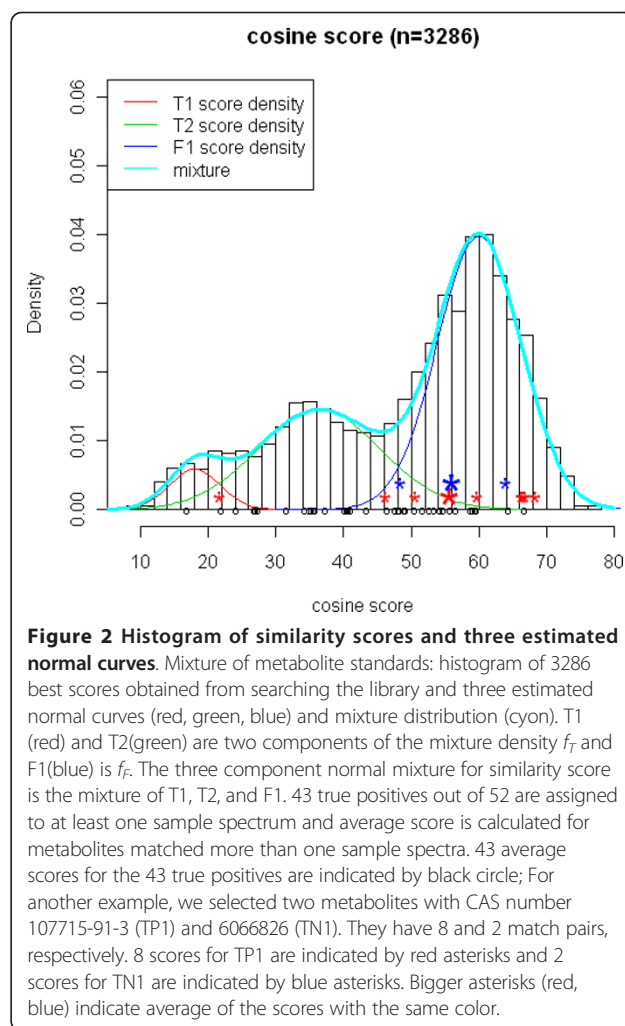 cosine score (n=3286)
T1 score density
T2 score density
F1 score density
mixture
Density
0.06
0.05
0.04
0.03
0.02
0.01
0.00
10 20 30 40 50 60 70 80
cosine score
Figure 2 Histogram of similarity scores and three estimated
normal curves. Mixture of metabolite standards: histogram of 3286
best scores obtained from searching the library and three estimated
normal curves (red, green, blue) and mixture distribution (cyon). T1
(red) and T2(green) are two components of the mixture density fT and
F1(blue) is fF. The three component normal mixture for similarity score
is the mixture of T1, T2, and F1. 43 true positives out of 52 are assigned
to at least one sample spectrum and average score is calculated for
metabolites matched more than one sample spectra. 43 average
scores for the 43 true positives are indicated by black circle; For
another example, we selected two metabolites with CAS number
107715-91-3 (TP1) and 6066826 (TN1). They have 8 and 2 match pairs,
respectively. 8 scores for TP1 are indicated by red asterisks and 2
scores for TN1 are indicated by blue asterisks. Bigger asterisks (red,
blue) indicate average of the scores with the same color.